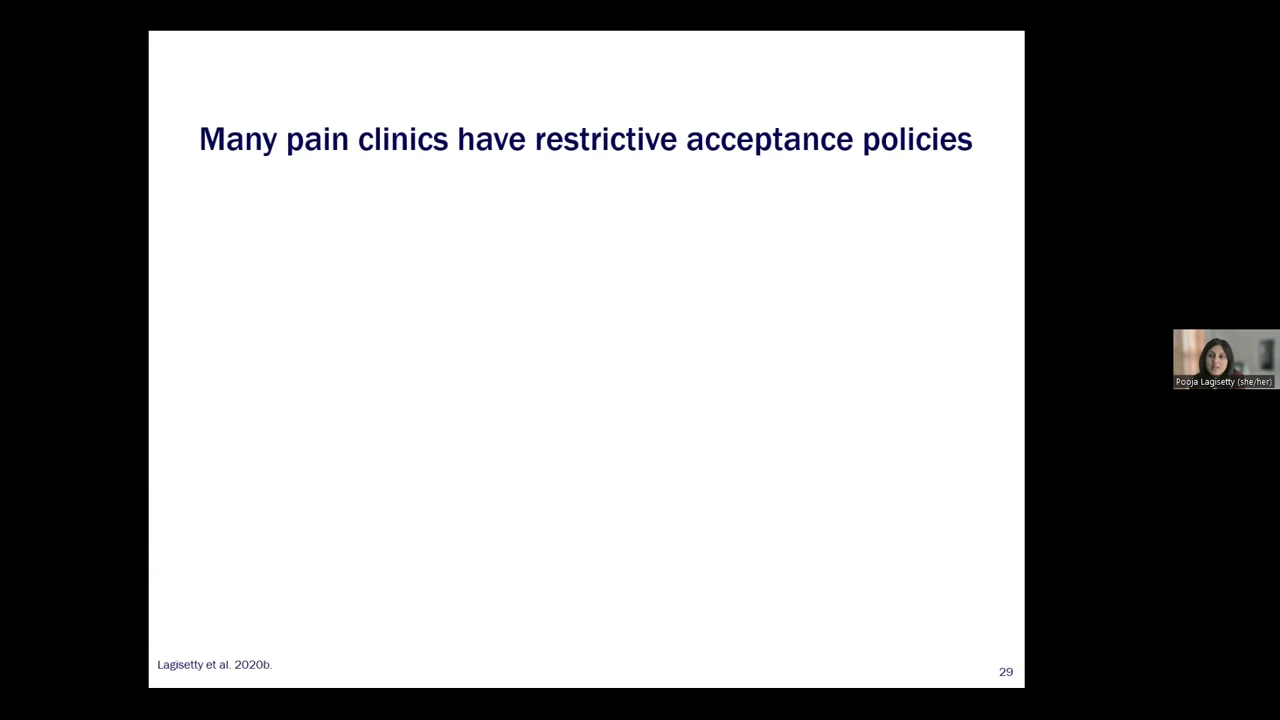 Many pain clinics have restrictive acceptance policies
Pooja Lagisetty (she/her)
Lagisetty et al. 2020b.
29